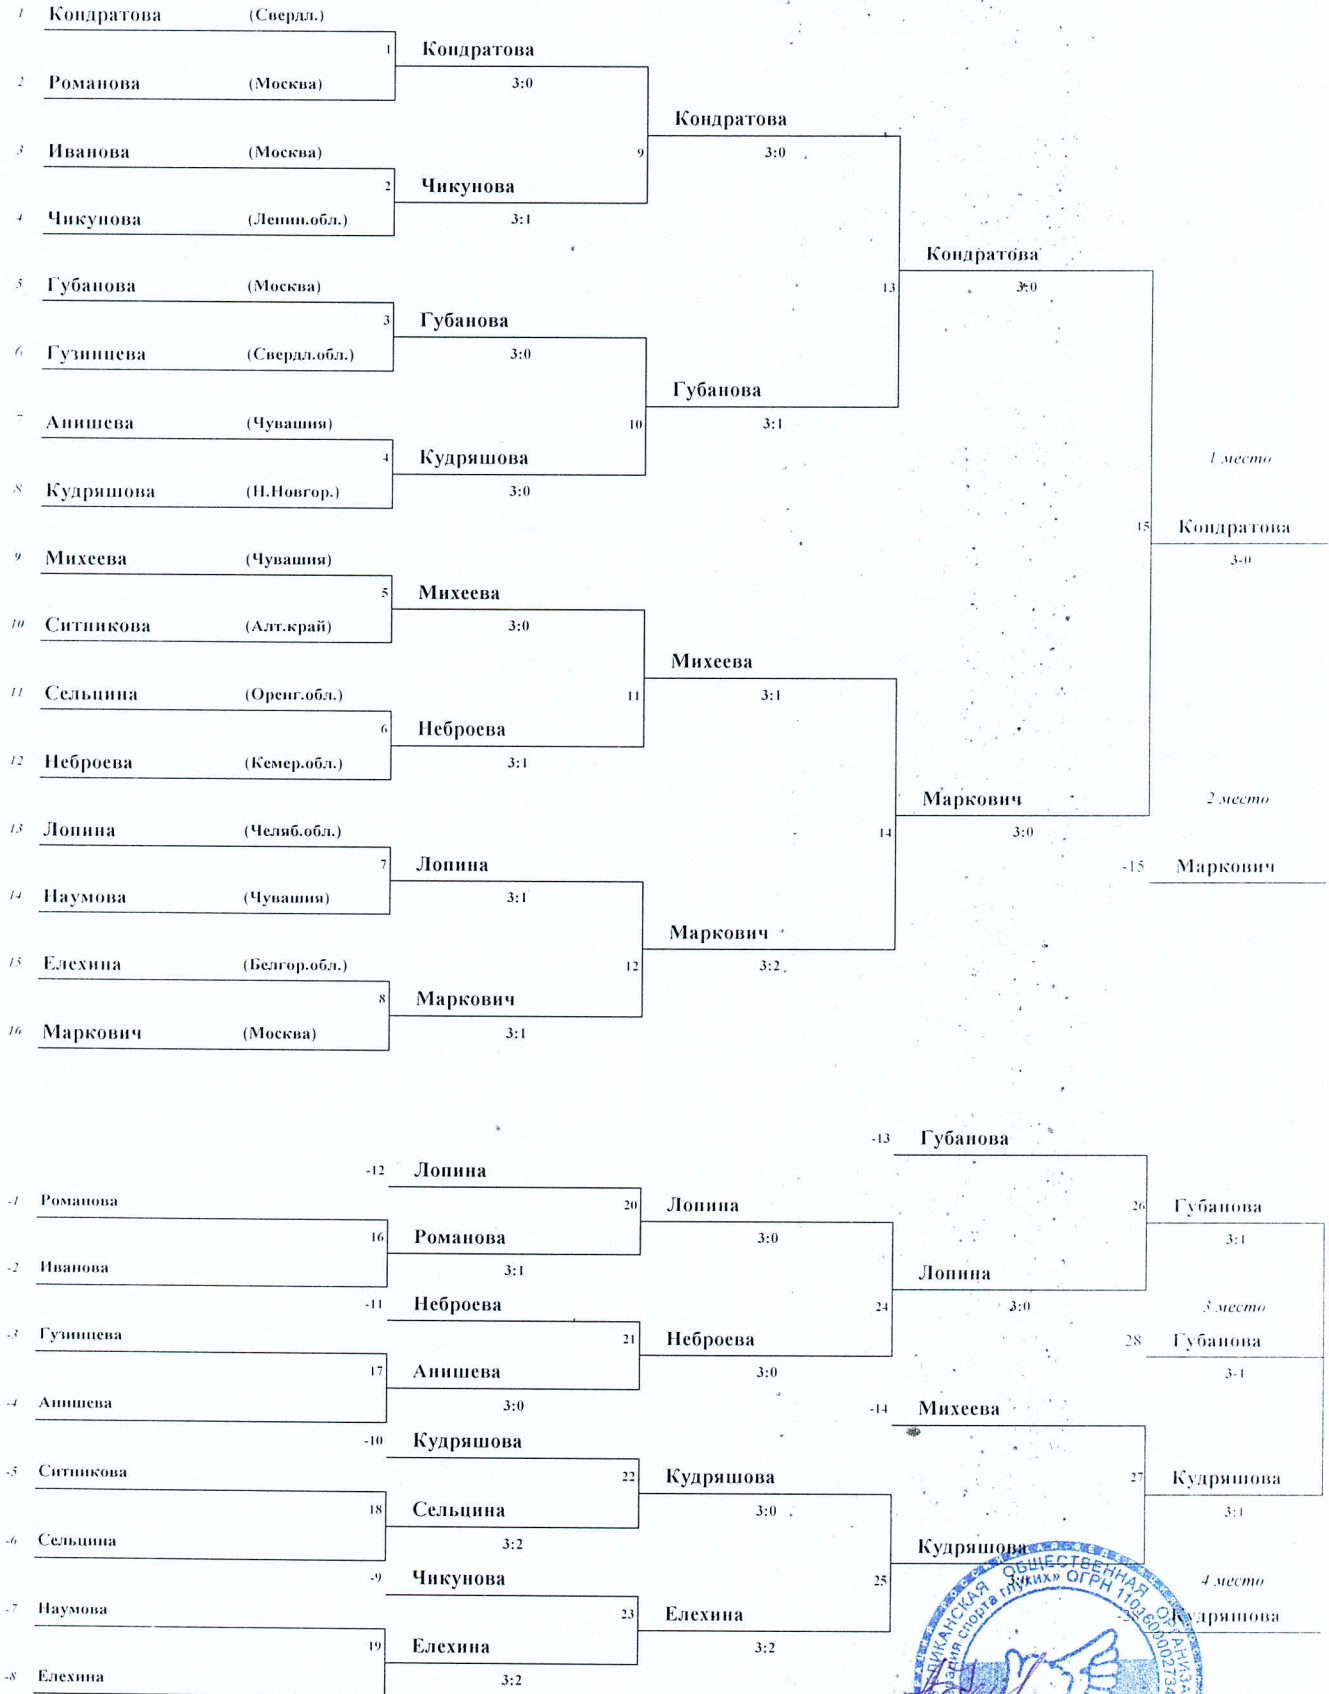 1 Кондратова (Свердл.)
1 Кондратова
2 Романова (Москва) 3:0
Кондратова
3 Иванова (Москва) 9 3:0
2 Чикунова
4 Чикунова (Ленин.обл.) 3:1
Кондратова
5 Губанова (Москва) 13 3:0
3 Губанова
6 Гузинцева (Свердл.обл.) 3:0
Губанова
7 Анишева (Чувашия) 10 3:1
4 Кудряшова 1 место
8 Кудряшова (Н.Новгор.) 3:0
15 Кондратова
9 Михеева (Чувашия) 3-0
5 Михеева
10 Ситникова (Алт.край) 3:0
Михеева
11 Сельцина (Оренг.обл.) 11 3:1
6 Неброева
12 Неброева (Кемер.обл.) 3:1
Маркович 2 место
13 Лопина (Челяб.обл.) 14 3:0
7 Лопина -15 Маркович
14 Наумова (Чувашия) 3:1
Маркович
15 Елехина (Белгор.обл.) 12 3:2
8 Маркович
16 Маркович (Москва) 3:1
-13 Губанова
-12 Лопина
-1 Романова 20 Лопина 26 Губанова
16 Романова 3:0 3:1
-2 Иванова 3:1 Лопина
-11 Неброева 24 3:0 3 место
-3 Гузинцева 21 Неброева 28 Губанова
17 Анишева 3:0 3-1
-4 Анишева 3:0 -14 Михеева
-10 Кудряшова
-5 Ситникова 22 Кудряшова 27 Кудряшова
18 Сельцина 3:0 3:1
-6 Сельцина 3:2 Кудряшова
-9 Чикунова 25 3:0 4 место
-7 Наумова 23 Елехина Кудряшова
19 Елехина 3:2
-8 Елехина 3:2
ОБЩЕСТВЕННАЯ
спорта глухих» ОГРН